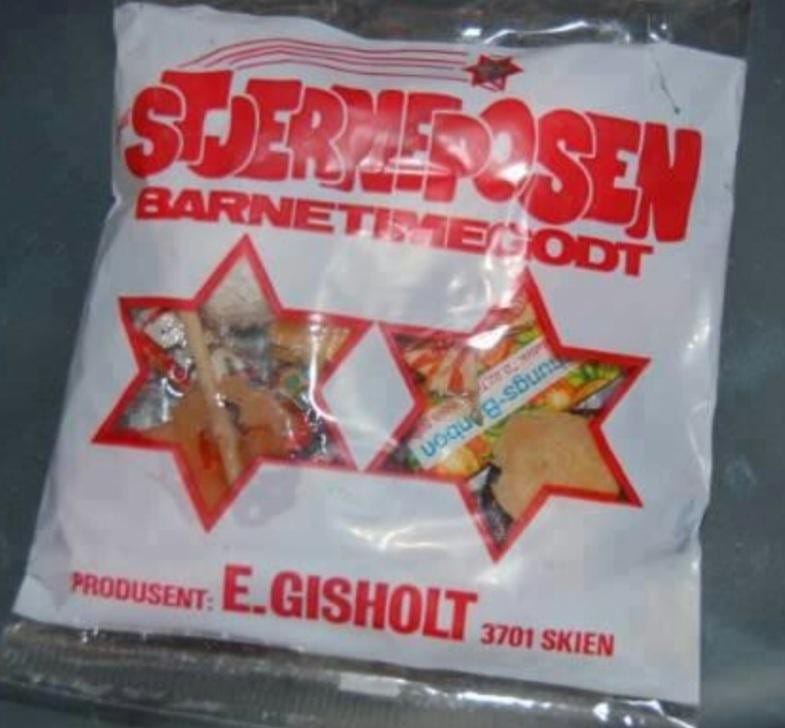 STJERNEPOSEN
BARNETIMEGODT
PRODUSENT: E.GISHOLT 3701 SKIEN